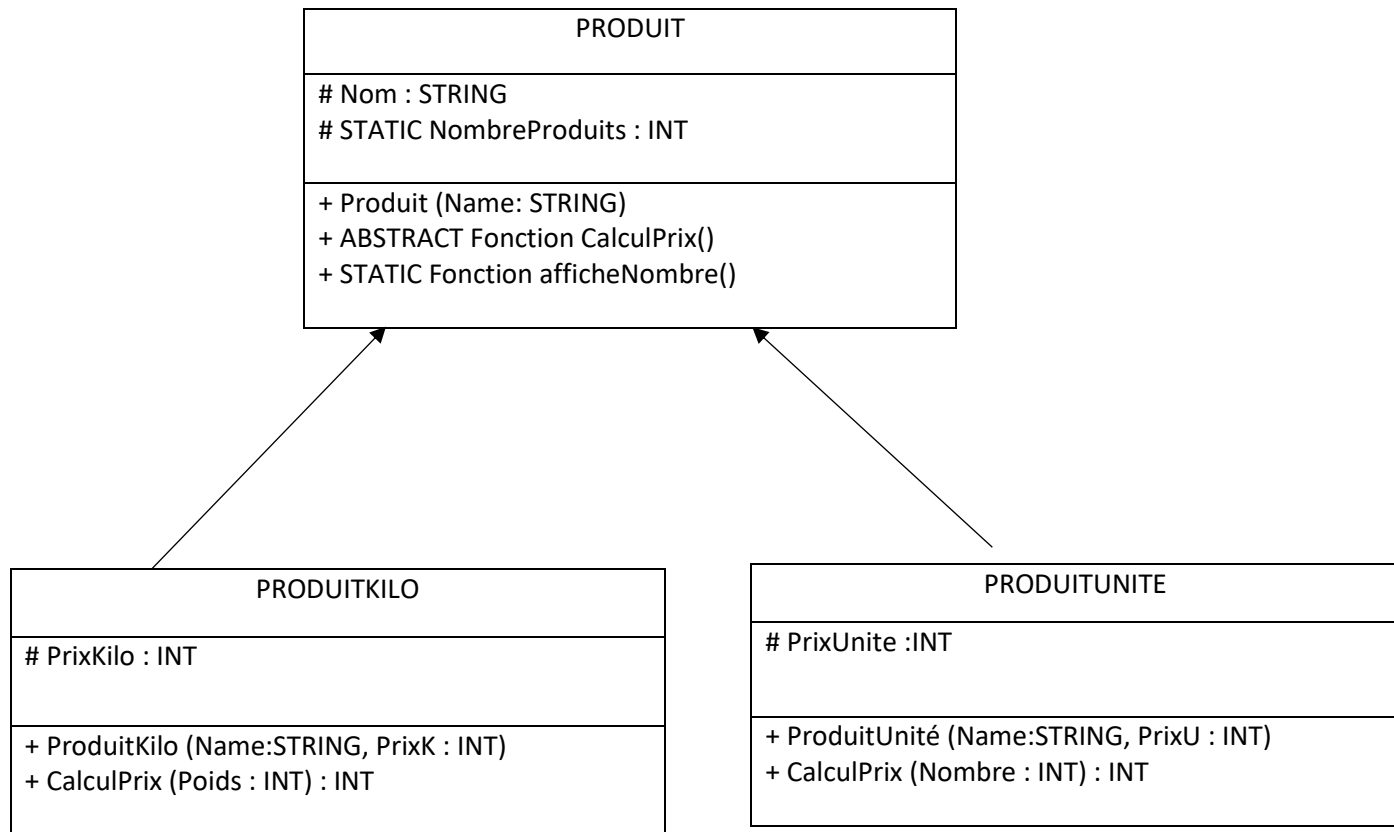 PRODUIT
# Nom : STRING
# STATIC NombreProduits : INT
+ Produit (Name: STRING)
+ ABSTRACT Fonction CalculPrix()
+ STATIC Fonction afficheNombre()
PRODUITKILO
# PrixKilo : INT
+ ProduitKilo (Name:STRING, PrixK : INT)
+ CalculPrix (Poids : INT) : INT
PRODUITUNITE
# PrixUnite :INT
+ ProduitUnité (Name:STRING, PrixU : INT)
+ CalculPrix (Nombre : INT) : INT